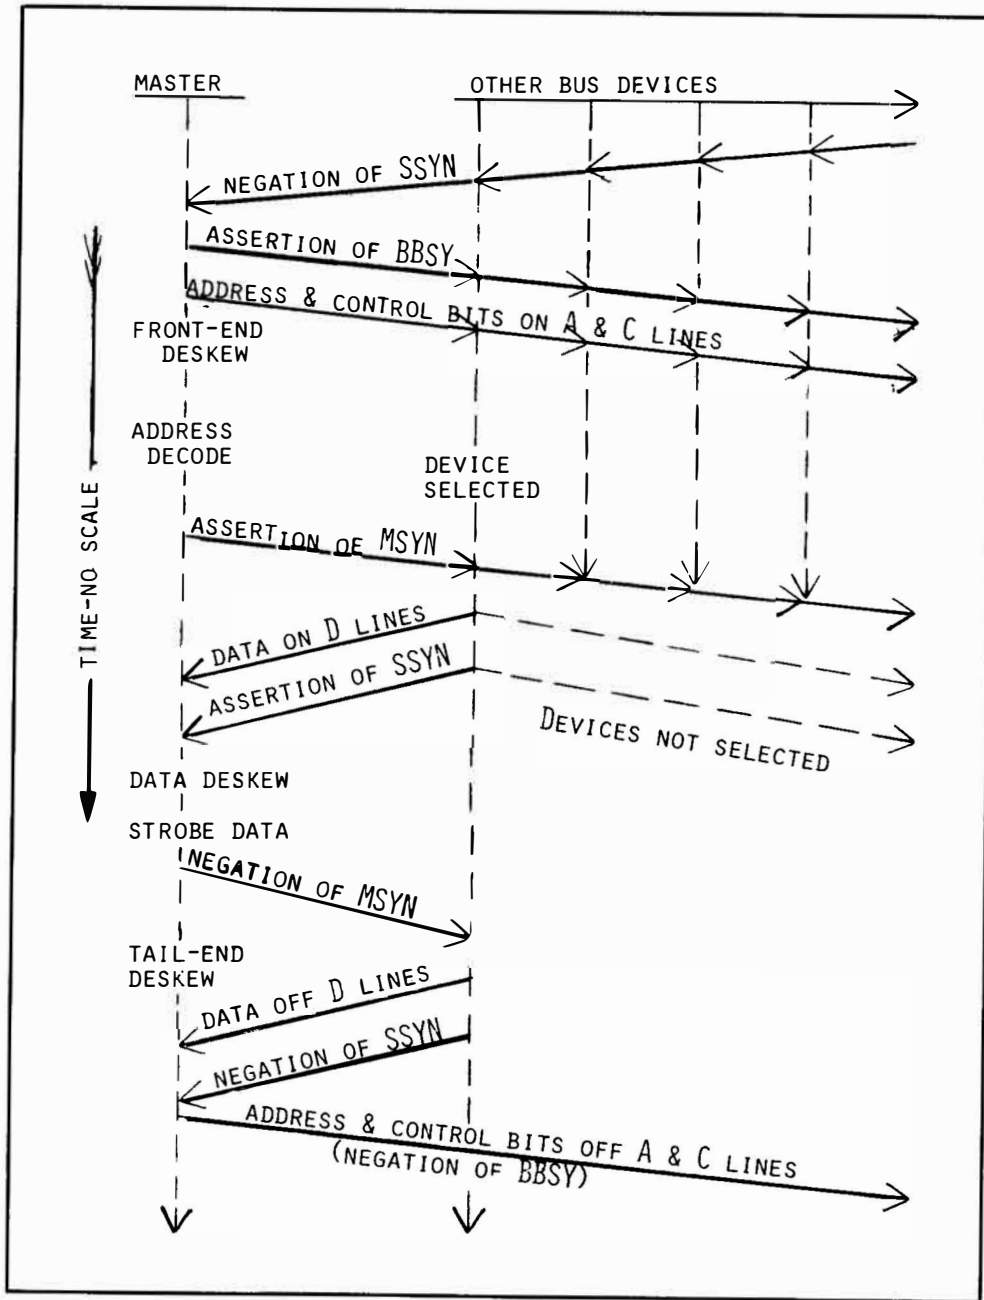 MASTER
OTHER BUS DEVICES
NEGATION OF SSYN
ASSERTION OF BBSY
ADDRESS & CONTROL BITS ON A & C LINES
FRONT-END
DESKEW
ADDRESS
DECODE
DEVICE
SELECTED
TIME-NO SCALE
ASSERTION OF MSYN
DATA ON D LINES
ASSERTION OF SSYN
DEVICES NOT SELECTED
DATA DESKEW
STROBE DATA
NEGATION OF MSYN
TAIL-END
DESKEW
DATA OFF D LINES
NEGATION OF SSYN
ADDRESS & CONTROL BITS OFF A & C LINES
(NEGATION OF BBSY)